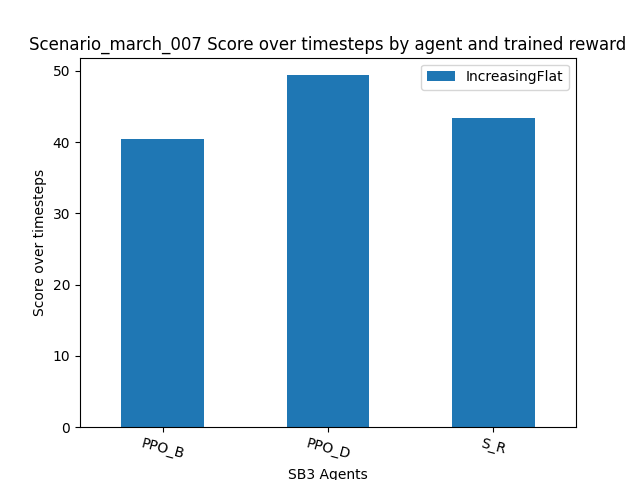 Scenario_march_007 Score over timesteps by agent and trained reward
IncreasingFlat
Score over timesteps
50
40
30
20
10
0
PPO_B
PPO_D
S_R
SB3 Agents